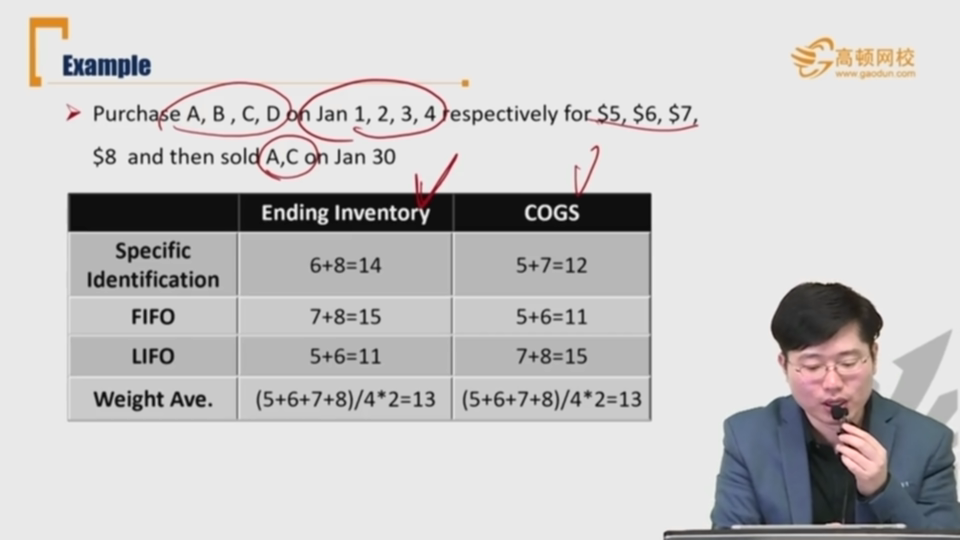 Example
高顿网校
www.gaodun.com
Purchase A, B , C, D on Jan 1, 2, 3, 4 respectively for $5, $6, $7,
$8 and then sold A,C on Jan 30
Ending Inventory COGS
Specific
Identification 6+8=14 5+7=12
FIFO 7+8=15 5+6=11
LIFO 5+6=11 7+8=15
Weight Ave. (5+6+7+8)/4*2=13 (5+6+7+8)/4*2=13